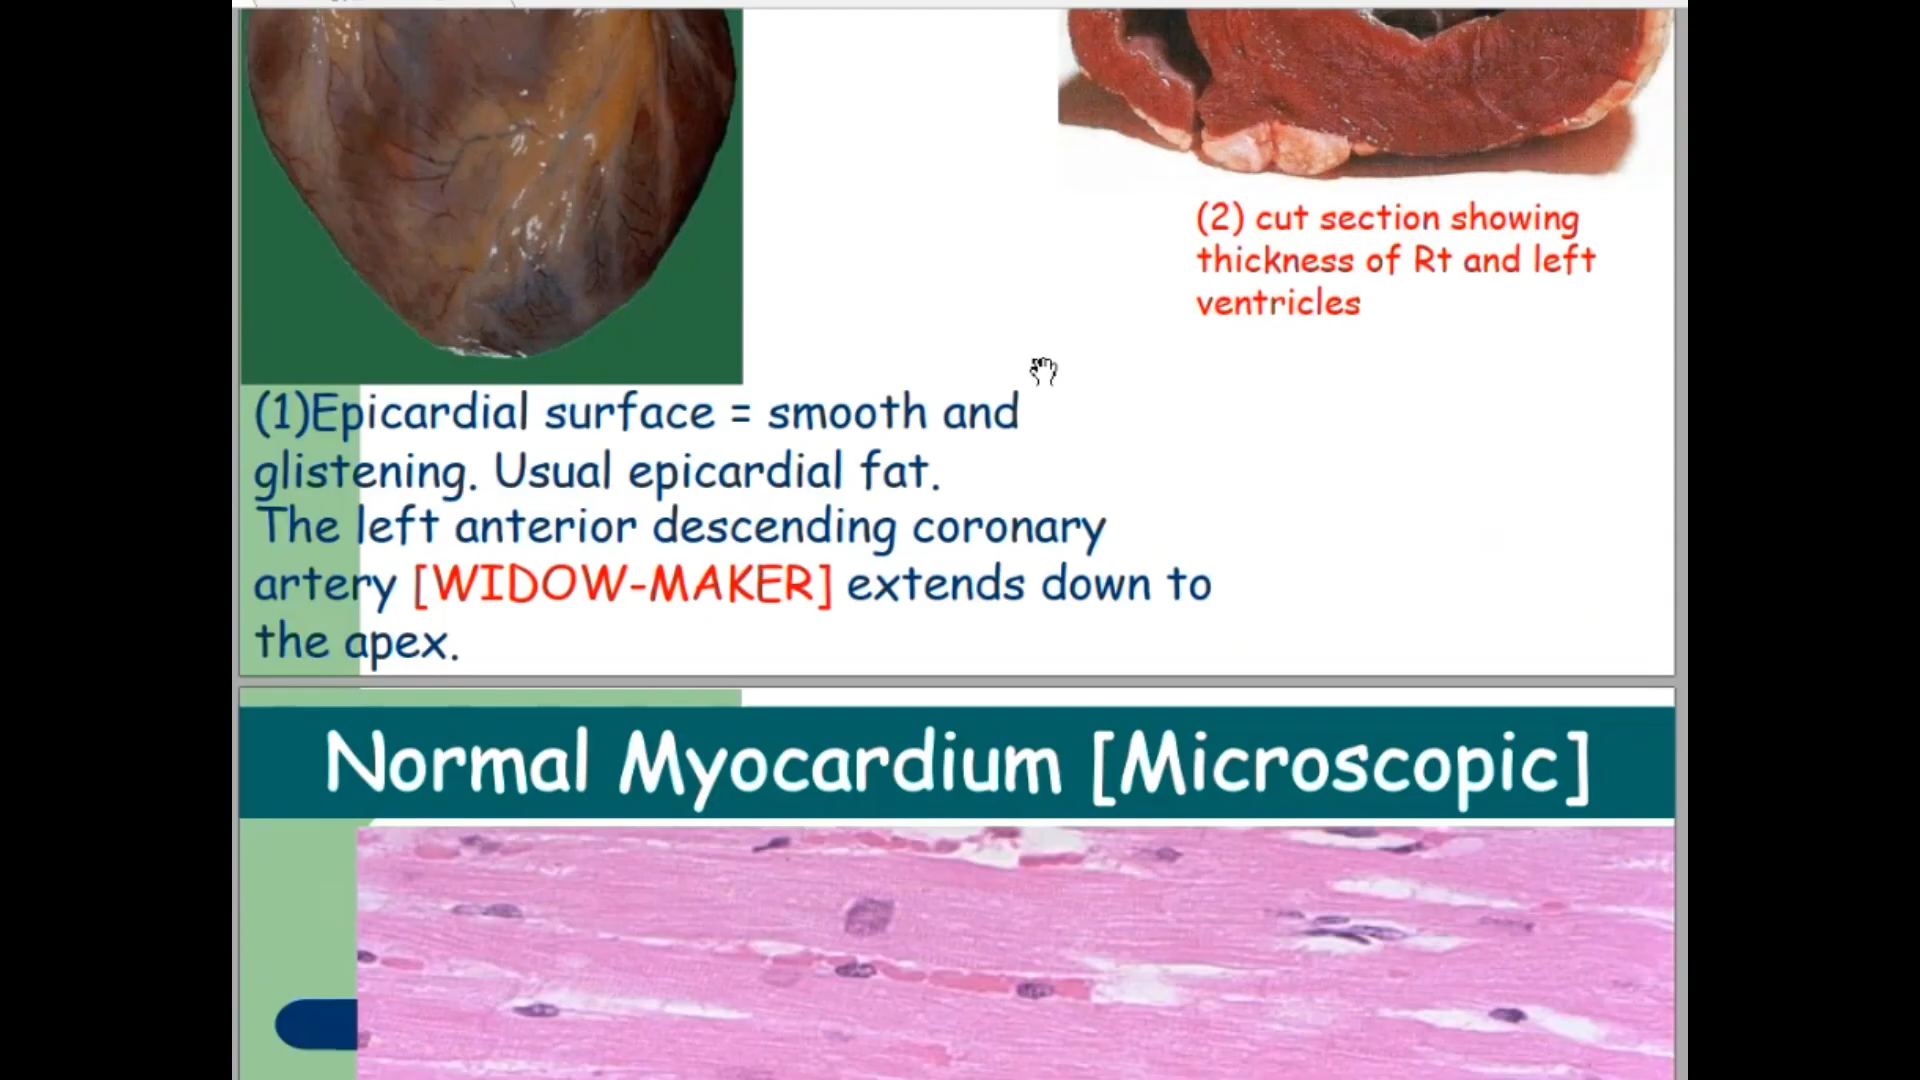 (2) cut section showing
thickness of Rt and left
ventricles
(1)Epicardial surface = smooth and
glistening. Usual epicardial fat.
The left anterior descending coronary
artery [WIDOW-MAKER] extends down to
the apex.
Normal Myocardium [Microscopic]